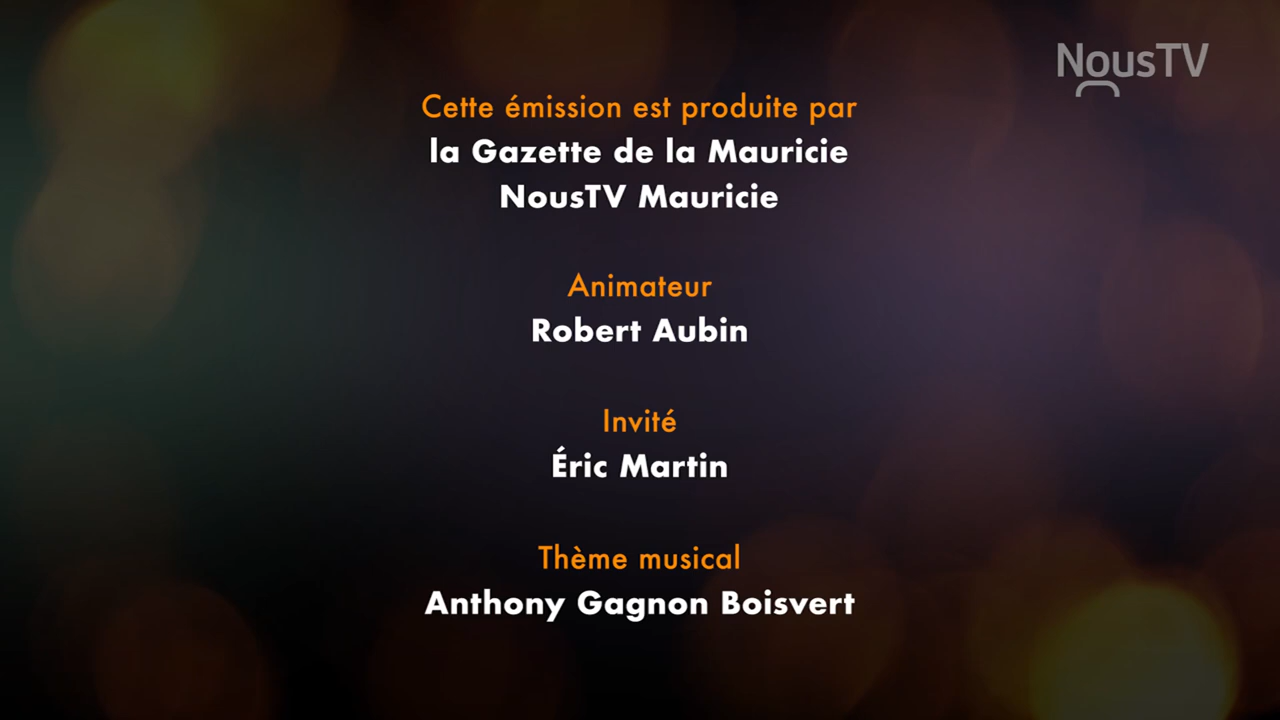 NousTV
Cette émission est produite par
la Gazette de la Mauricie
NousTV Mauricie
Animateur
Robert Aubin
Invité
Éric Martin
Thème musical
Anthony Gagnon Boisvert